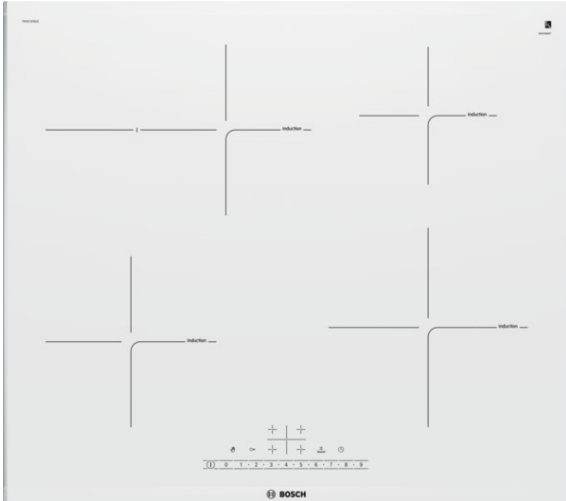 induction
induction
induction
induction
0 1 · 2 · 3 · 4 · 5 · 6 · 7 · 8 · 9
BOSCH